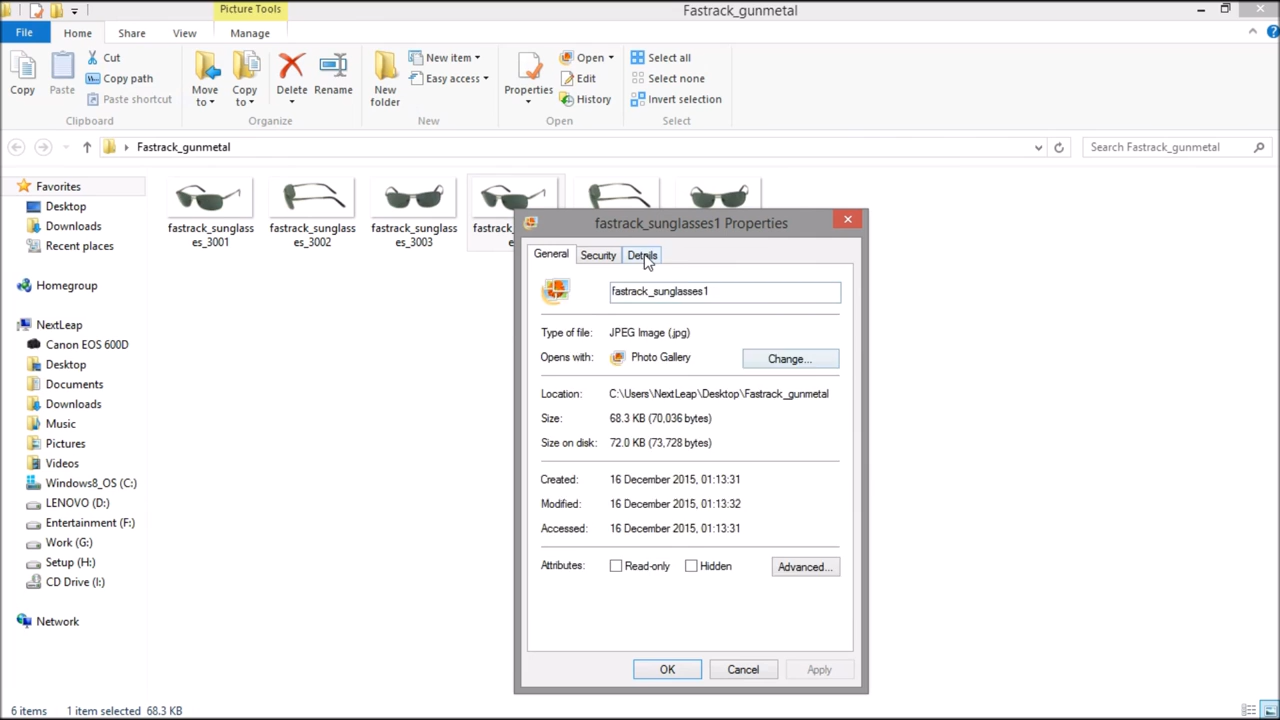 Picture Tools
Fastrack_gunmetal
File
Home
Share
View
Manage
Copy
Paste
Cut
Copy path
Paste shortcut
Clipboard
Move to
Copy to
Delete
Rename
Organize
New folder
New item
Easy access
New
Properties
Open
Edit
History
Open
Select all
Select none
Invert selection
Select
Fastrack_gunmetal
Search Fastrack_gunmetal
Favorites
Desktop
Downloads
Recent places
Homegroup
NextLeap
Canon EOS 600D
Desktop
Documents
Downloads
Music
Pictures
Videos
Windows8_OS (C:)
LENOVO (D:)
Entertainment (F:)
Work (G:)
Setup (H:)
CD Drive (I:)
Network
fastrack_sunglass
es_3001
fastrack_sunglass
es_3002
fastrack_sunglass
es_3003
fastrack_sunglasses1 Properties
General
Security
Details
fastrack_sunglasses1
Type of file: JPEG Image (.jpg)
Opens with: Photo Gallery
Change...
Location: C:\Users\NextLeap\Desktop\Fastrack_gunmetal
Size: 68.3 KB (70,036 bytes)
Size on disk: 72.0 KB (73,728 bytes)
Created: 16 December 2015, 01:13:31
Modified: 16 December 2015, 01:13:32
Accessed: 16 December 2015, 01:13:31
Attributes: Read-only Hidden
Advanced...
OK
Cancel
Apply
6 items
1 item selected 68.3 KB